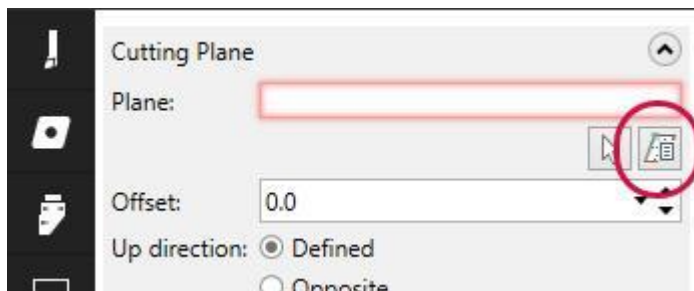 Cutting Plane
Plane:
Offset: 0.0
Up direction: Defined
Opposite